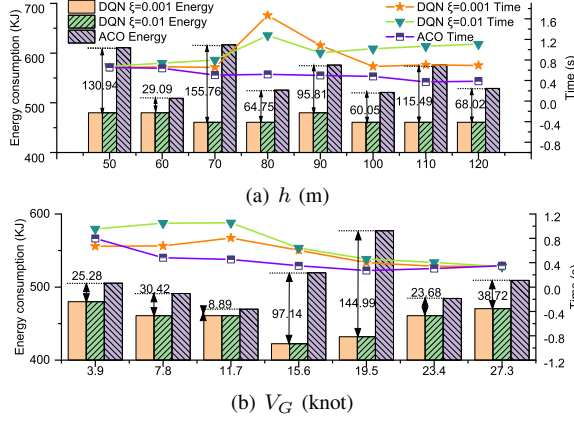 DQN ξ=0.001 Energy
DQN ξ=0.01 Energy
ACO Energy
DQN ξ=0.001 Time
DQN ξ=0.01 Time
ACO Time
Energy consumption (KJ)
700
600
500
400
130.94
29.09
155.76
64.75
95.81
60.05
115.49
68.02
1.6
1.2
0.8
0.4
0.0
-0.4
-0.8
Time (s)
50 60 70 80 90 100 110 120
(a) h (m)
Energy consumption (KJ)
600
500
400
25.28
30.42
8.89
97.14
144.99
23.68
38.72
1.2
0.8
0.4
0.0
-0.4
-0.8
-1.2
Time (s)
3.9 7.8 11.7 15.6 19.5 23.4 27.3
(b) V_G (knot)